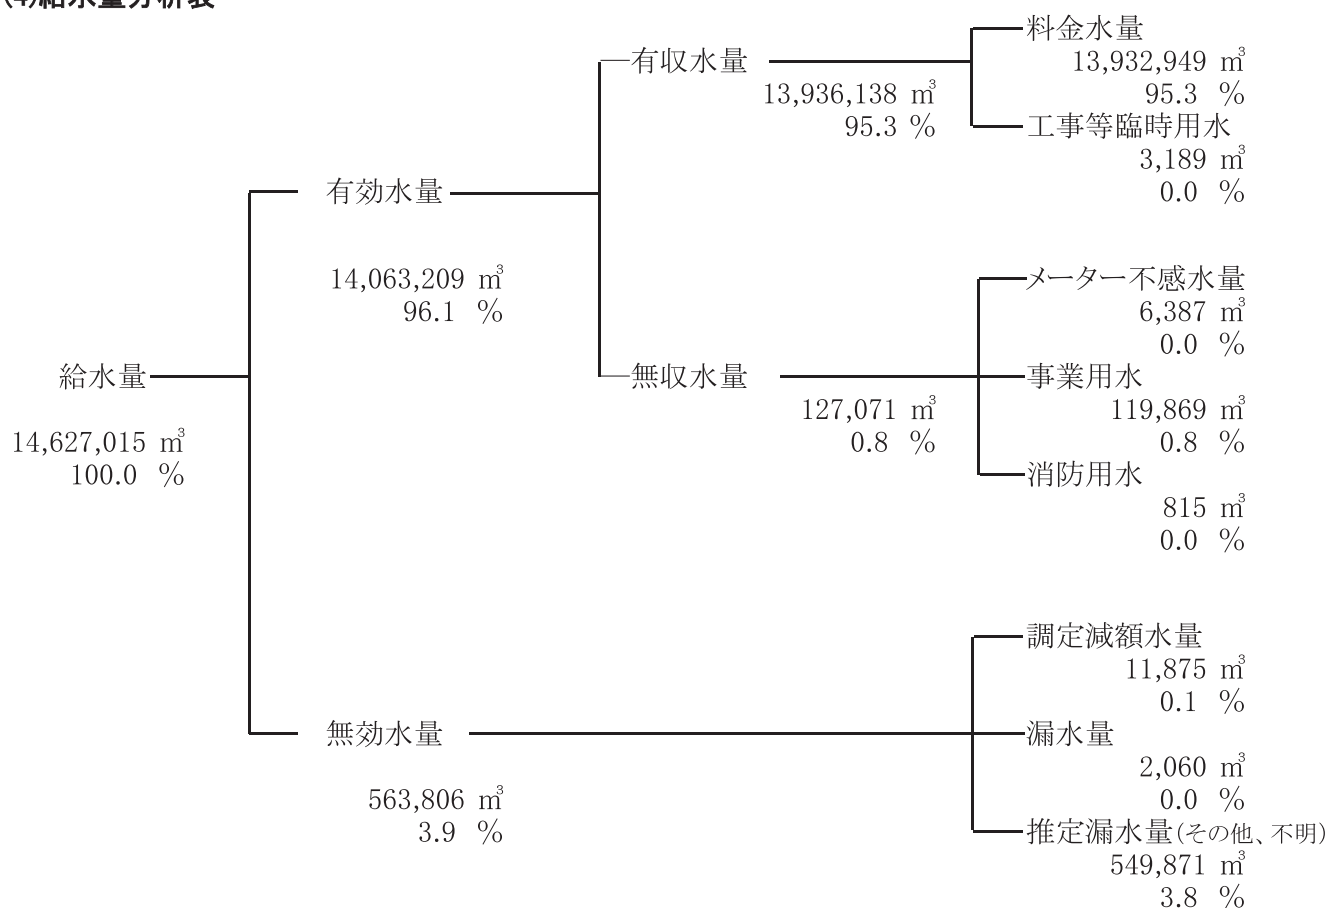 (4)給水量分析表
料金水量
13,932,949 ㎥
95.3 %
有収水量
13,936,138 ㎥
95.3 %
工事等臨時用水
3,189 ㎥
0.0 %
有効水量
14,063,209 ㎥
96.1 %
メーター不感水量
6,387 ㎥
0.0 %
無収水量
127,071 ㎥
0.8 %
事業用水
119,869 ㎥
0.8 %
消防用水
815 ㎥
0.0 %
給水量
14,627,015 ㎥
100.0 %
調定減額水量
11,875 ㎥
0.1 %
無効水量
563,806 ㎥
3.9 %
漏水量
2,060 ㎥
0.0 %
推定漏水量(その他、不明)
549,871 ㎥
3.8 %